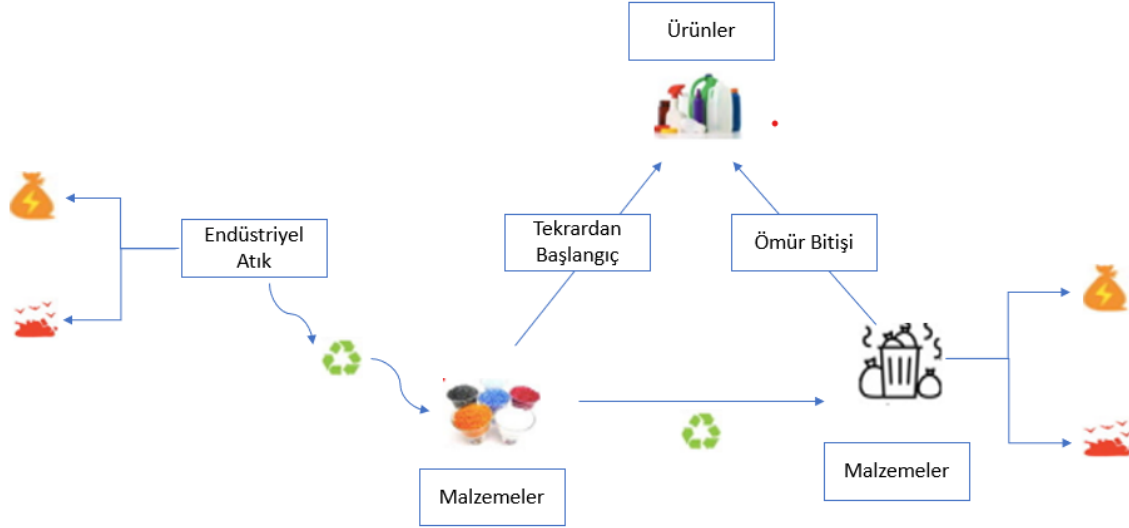 Ürünler
Endüstriyel
Atık
Tekrardan
Başlangıç
Ömür Bitişi
Malzemeler
Malzemeler